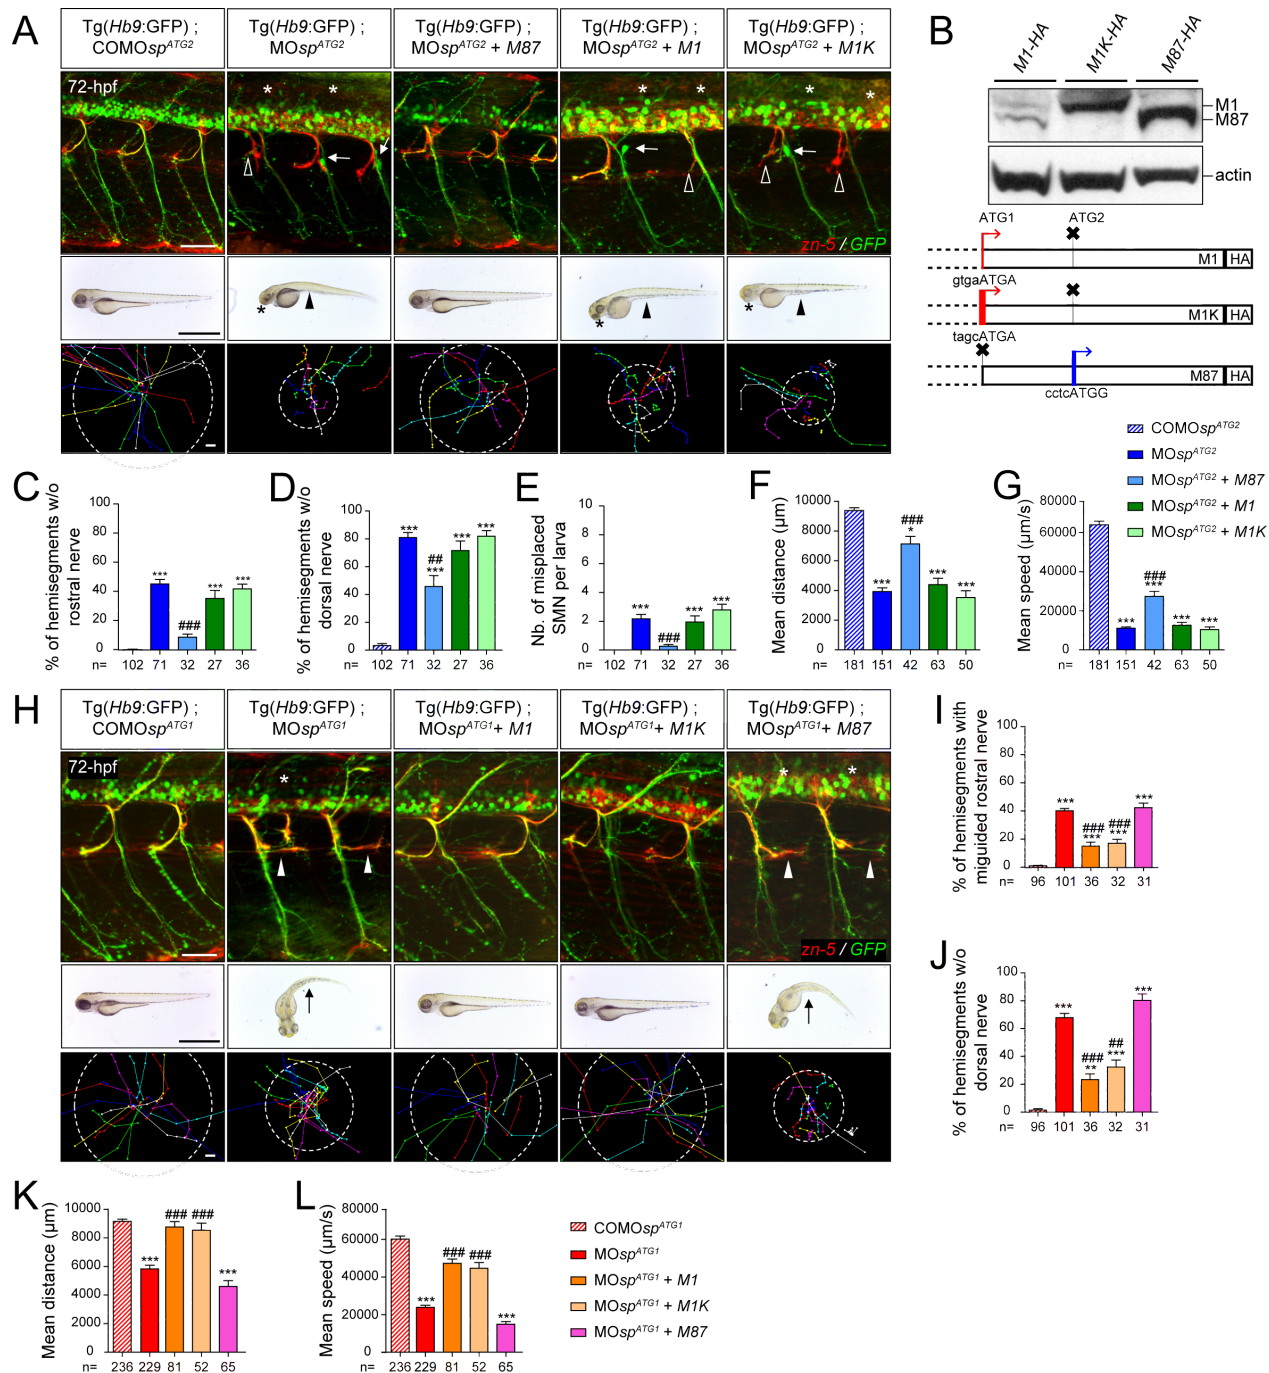 A
Tg(Hb9:GFP) ;
COMOspATG2
Tg(Hb9:GFP) ;
MOspATG2
Tg(Hb9:GFP) ;
MOspATG2 + M87
Tg(Hb9:GFP) ;
MOspATG2 + M1
Tg(Hb9:GFP) ;
MOspATG2 + M1K
72-hpf
* * * * * *
zn-5 / GFP
* * *
B
M1-HA
M1K-HA
M87-HA
M1
M87
actin
ATG1 ATG2
M1 HA
gtgaATGA
M1K HA
tagcATGA
M87 HA
cctcATGG
COMOspATG2
MOspATG2
MOspATG2 + M87
MOspATG2 + M1
MOspATG2 + M1K
C
% of hemisegments w/o
rostral nerve
100
80
60
40
20
0
*** ### *** ***
n= 102 71 32 27 36
D
% of hemisegments w/o
dorsal nerve
100
80
60
40
20
0
*** ## *** *** ***
n= 102 71 32 27 36
E
Nb. of misplaced
SMN per larva
10
8
6
4
2
0
*** ### *** ***
n= 102 71 32 27 36
F
Mean distance (µm)
10000
8000
6000
4000
2000
0
*** ### * *** ***
n= 181 151 42 63 50
G
Mean speed (µm/s)
80000
60000
40000
20000
0
*** ### *** *** ***
n= 181 151 42 63 50
H
Tg(Hb9:GFP) ;
COMOspATG1
Tg(Hb9:GFP) ;
MOspATG1
Tg(Hb9:GFP) ;
MOspATG1+ M1
Tg(Hb9:GFP) ;
MOspATG1+ M1K
Tg(Hb9:GFP) ;
MOspATG1+ M87
72-hpf
* * *
zn-5 / GFP
I
% of hemisegments with
miguided rostral nerve
100
80
60
40
20
0
*** ### *** ### *** ***
n= 96 101 36 32 31
J
% of hemisegments w/o
dorsal nerve
100
80
60
40
20
0
*** ### ** ## *** ***
n= 96 101 36 32 31
K
Mean distance (µm)
10000
8000
6000
4000
2000
0
*** ### ### ***
n= 236 229 81 52 65
L
Mean speed (µm/s)
80000
60000
40000
20000
0
*** ### ### ***
n= 236 229 81 52 65
COMOspATG1
MOspATG1
MOspATG1 + M1
MOspATG1 + M1K
MOspATG1 + M87